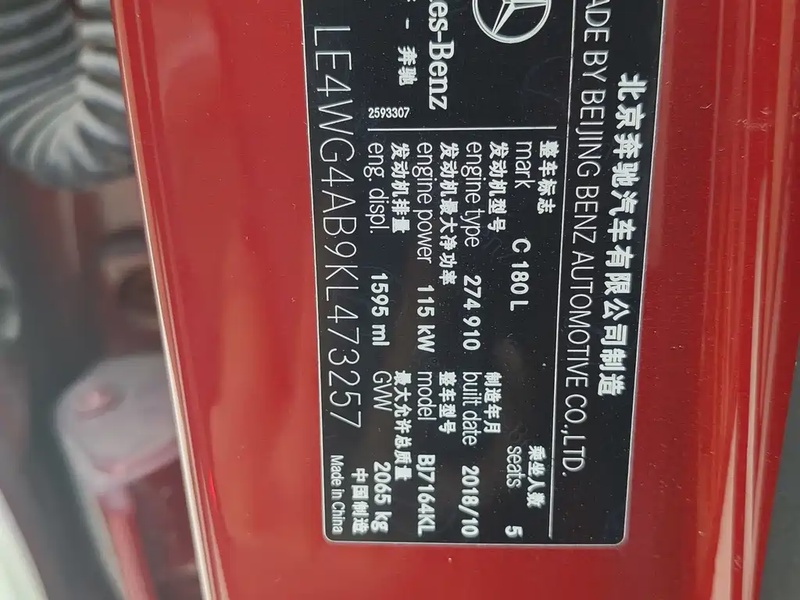 北京奔驰汽车有限公司制造
MADE BY BEIJING BENZ AUTOMOTIVE CO.,LTD.
整车标志
mark C 180 L
乘坐人数
seats 5
发动机型号
engine type 274 910
制造年月
built date 2018/10
发动机最大净功率
engine power 115 kW
整车型号
model BJ7164KL
发动机排量
eng. displ. 1595 ml
最大允许总质量
GVW 2065 kg
es-Benz
奔驰
2593307
中国制造
Made In China
LE4WG4AB9KL473257